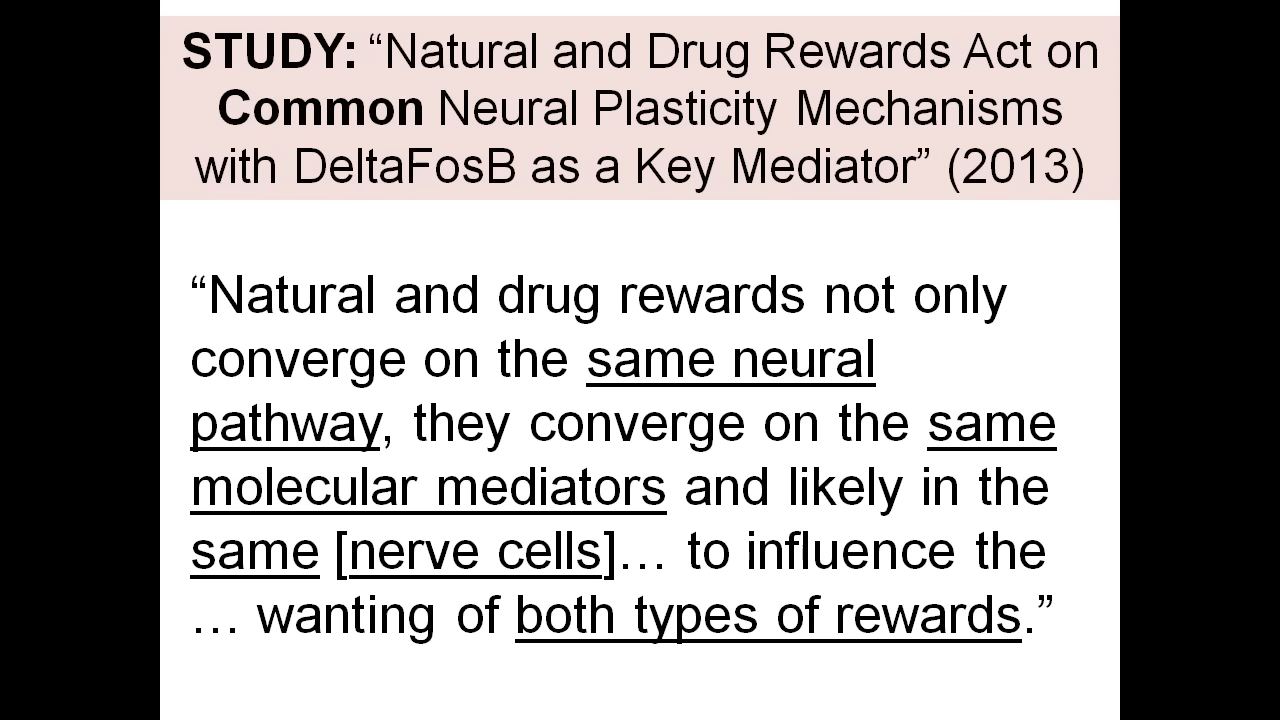 STUDY: “Natural and Drug Rewards Act on
Common Neural Plasticity Mechanisms
with DeltaFosB as a Key Mediator” (2013)
“Natural and drug rewards not only
converge on the same neural
pathway, they converge on the same
molecular mediators and likely in the
same [nerve cells]… to influence the
… wanting of both types of rewards.”